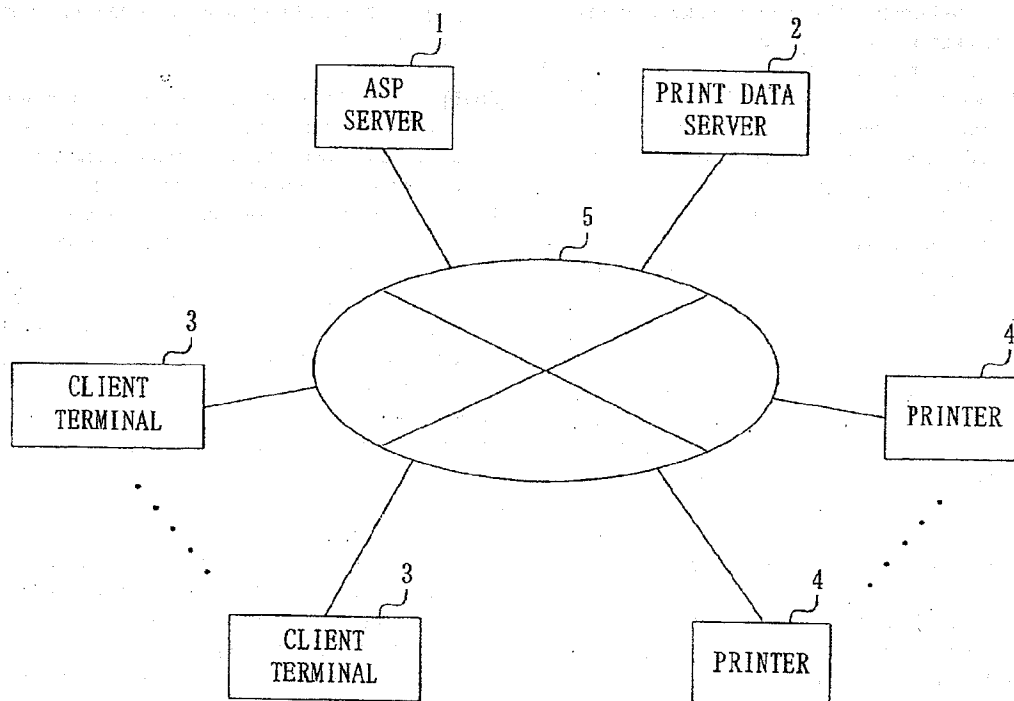 1
ASP
SERVER
2
PRINT DATA
SERVER
5
3
CLIENT
TERMINAL
4
PRINTER
3
CLIENT
TERMINAL
4
PRINTER